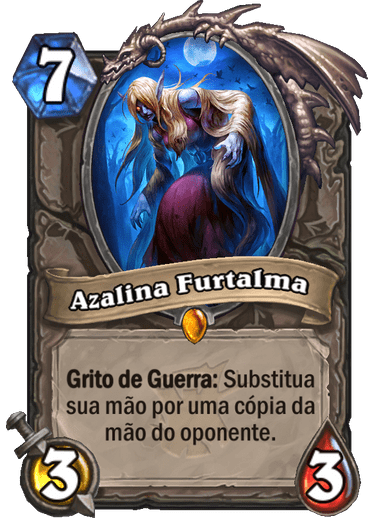 7
Azalina Furtalma
Grito de Guerra: Substitua
sua mão por uma cópia da
mão do oponente.
3
3